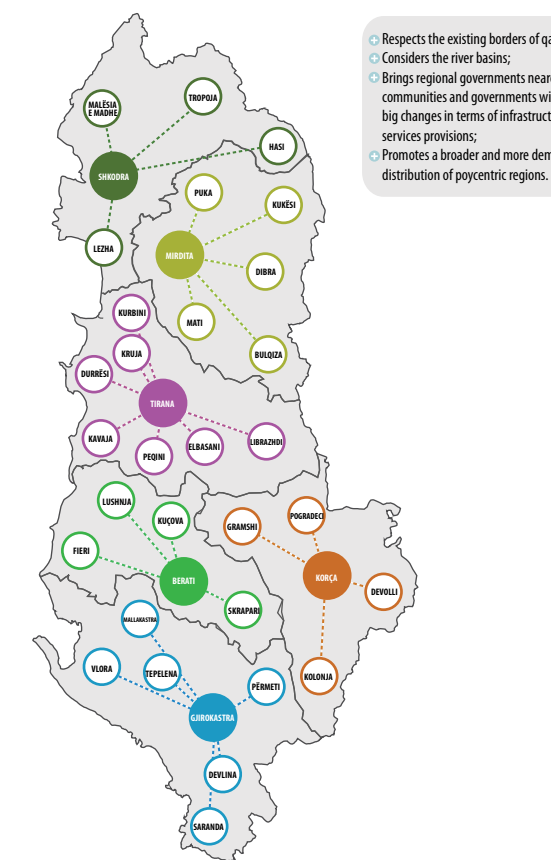 Respects the existing borders of qa
Considers the river basins;
Brings regional governments neare
communities and governments wi
big changes in terms of infrastruct
services provisions;
Promotes a broader and more dem
distribution of poycentric regions.
MALËSIA
E MADHE
TROPOJA
HASI
SHKODRA
LEZHA
PUKA
KUKËSI
MIRDITA
DIBRA
MATI
BULQIZA
KURBINI
KRUJA
DURRËSI
TIRANA
KAVAJA
PEQINI
ELBASANI
LIBRAZHDI
LUSHNJA
KUÇOVA
FIERI
BERATI
SKRAPARI
GRAMSHI
POGRADECI
KORÇA
DEVOLLI
KOLONJA
MALLAKASTRA
VLORA
TEPELENA
PËRMETI
GJIROKASTRA
DEVLINA
SARANDA